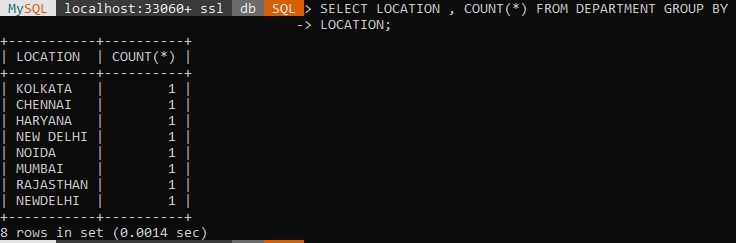 MySQL localhost:33060+ ssl db SQL > SELECT LOCATION , COUNT(*) FROM DEPARTMENT GROUP BY
-> LOCATION;
+-----------+----------+
| LOCATION  | COUNT(*) |
+-----------+----------+
| KOLKATA   |        1 |
| CHENNAI   |        1 |
| HARYANA   |        1 |
| NEW DELHI |        1 |
| NOIDA     |        1 |
| MUMBAI    |        1 |
| RAJASTHAN |        1 |
| NEWDELHI  |        1 |
+-----------+----------+
8 rows in set (0.0014 sec)